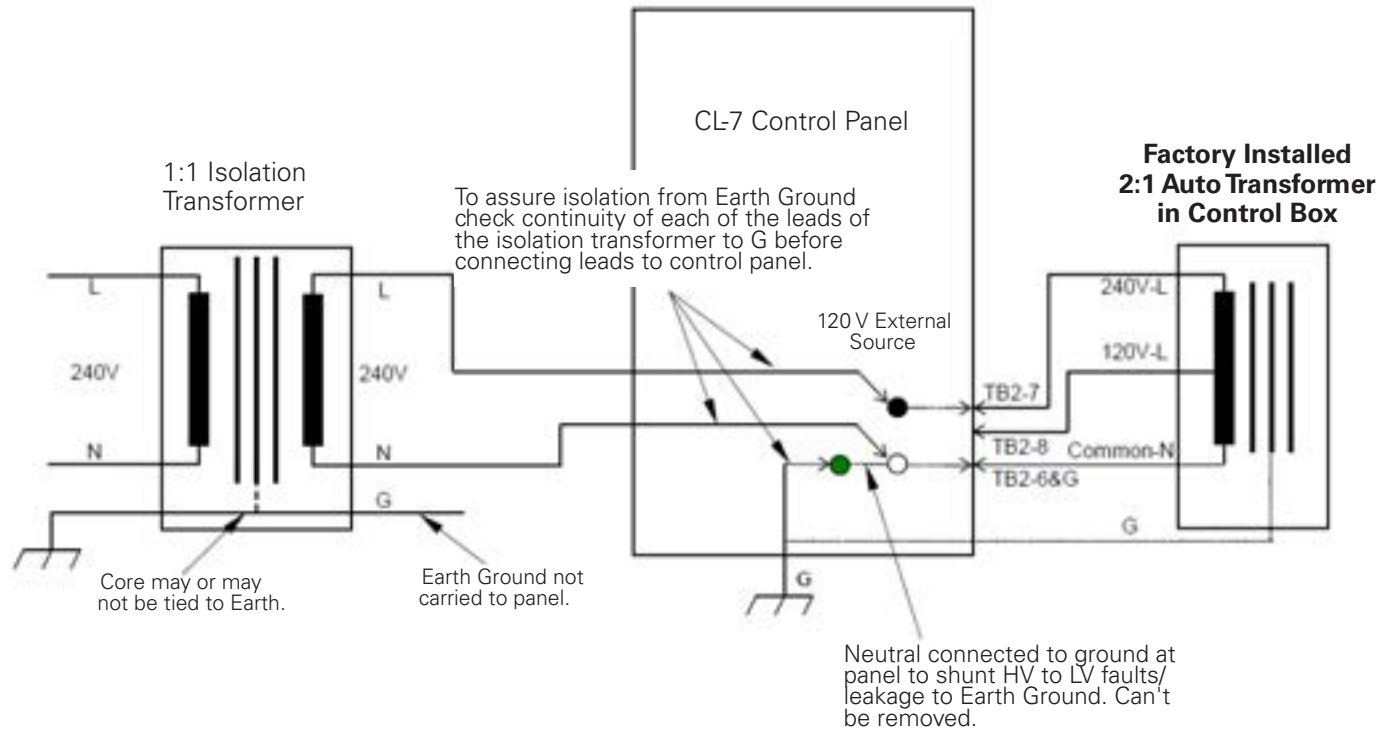 CL-7 Control Panel
1:1 Isolation
Transformer
To assure isolation from Earth Ground
check continuity of each of the leads of
the isolation transformer to G before
connecting leads to control panel.
Factory Installed
2:1 Auto Transformer
in Control Box
L
L
240V
240V
N
N
G
Core may or may
not be tied to Earth.
Earth Ground not
carried to panel.
120 V External
Source
TB2-7
TB2-8
TB2-6&G
240V-L
120V-L
Common-N
G
G
Neutral connected to ground at
panel to shunt HV to LV faults/
leakage to Earth Ground. Can't
be removed.